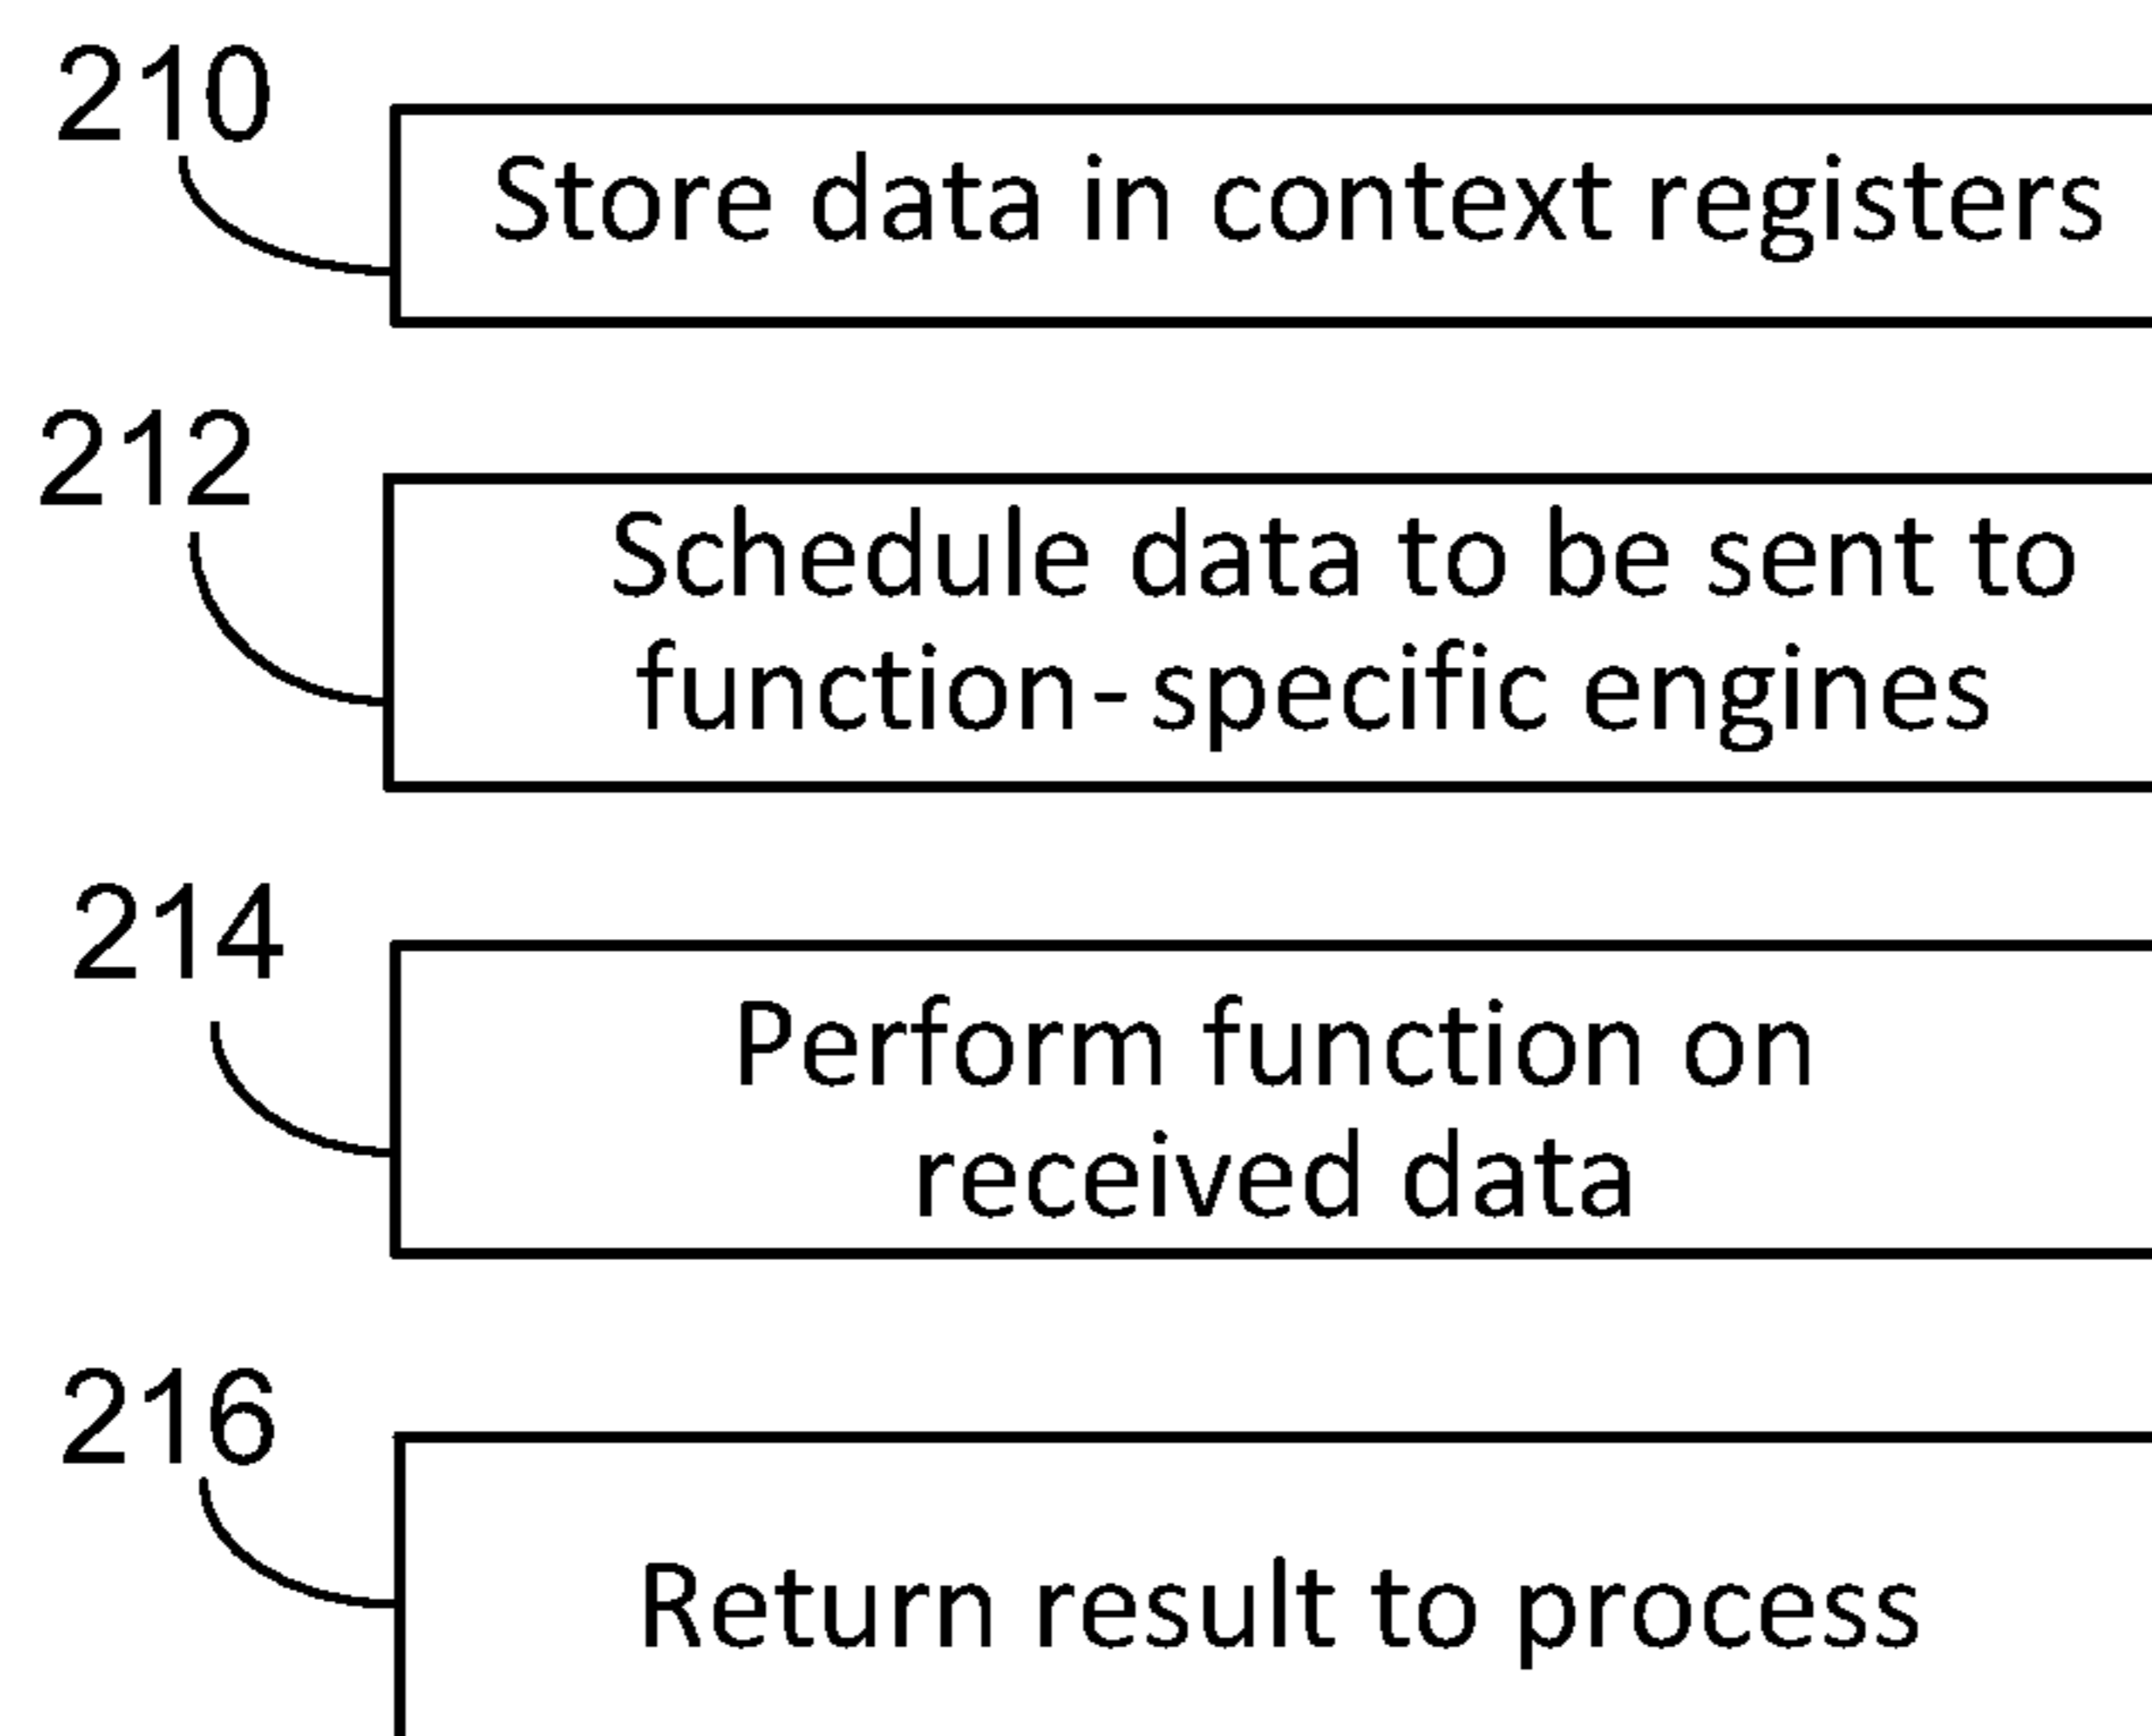 210
Store data in context registers
212
Schedule data to be sent to
function-specific engines
214
Perform function on
received data
216
Return result to process